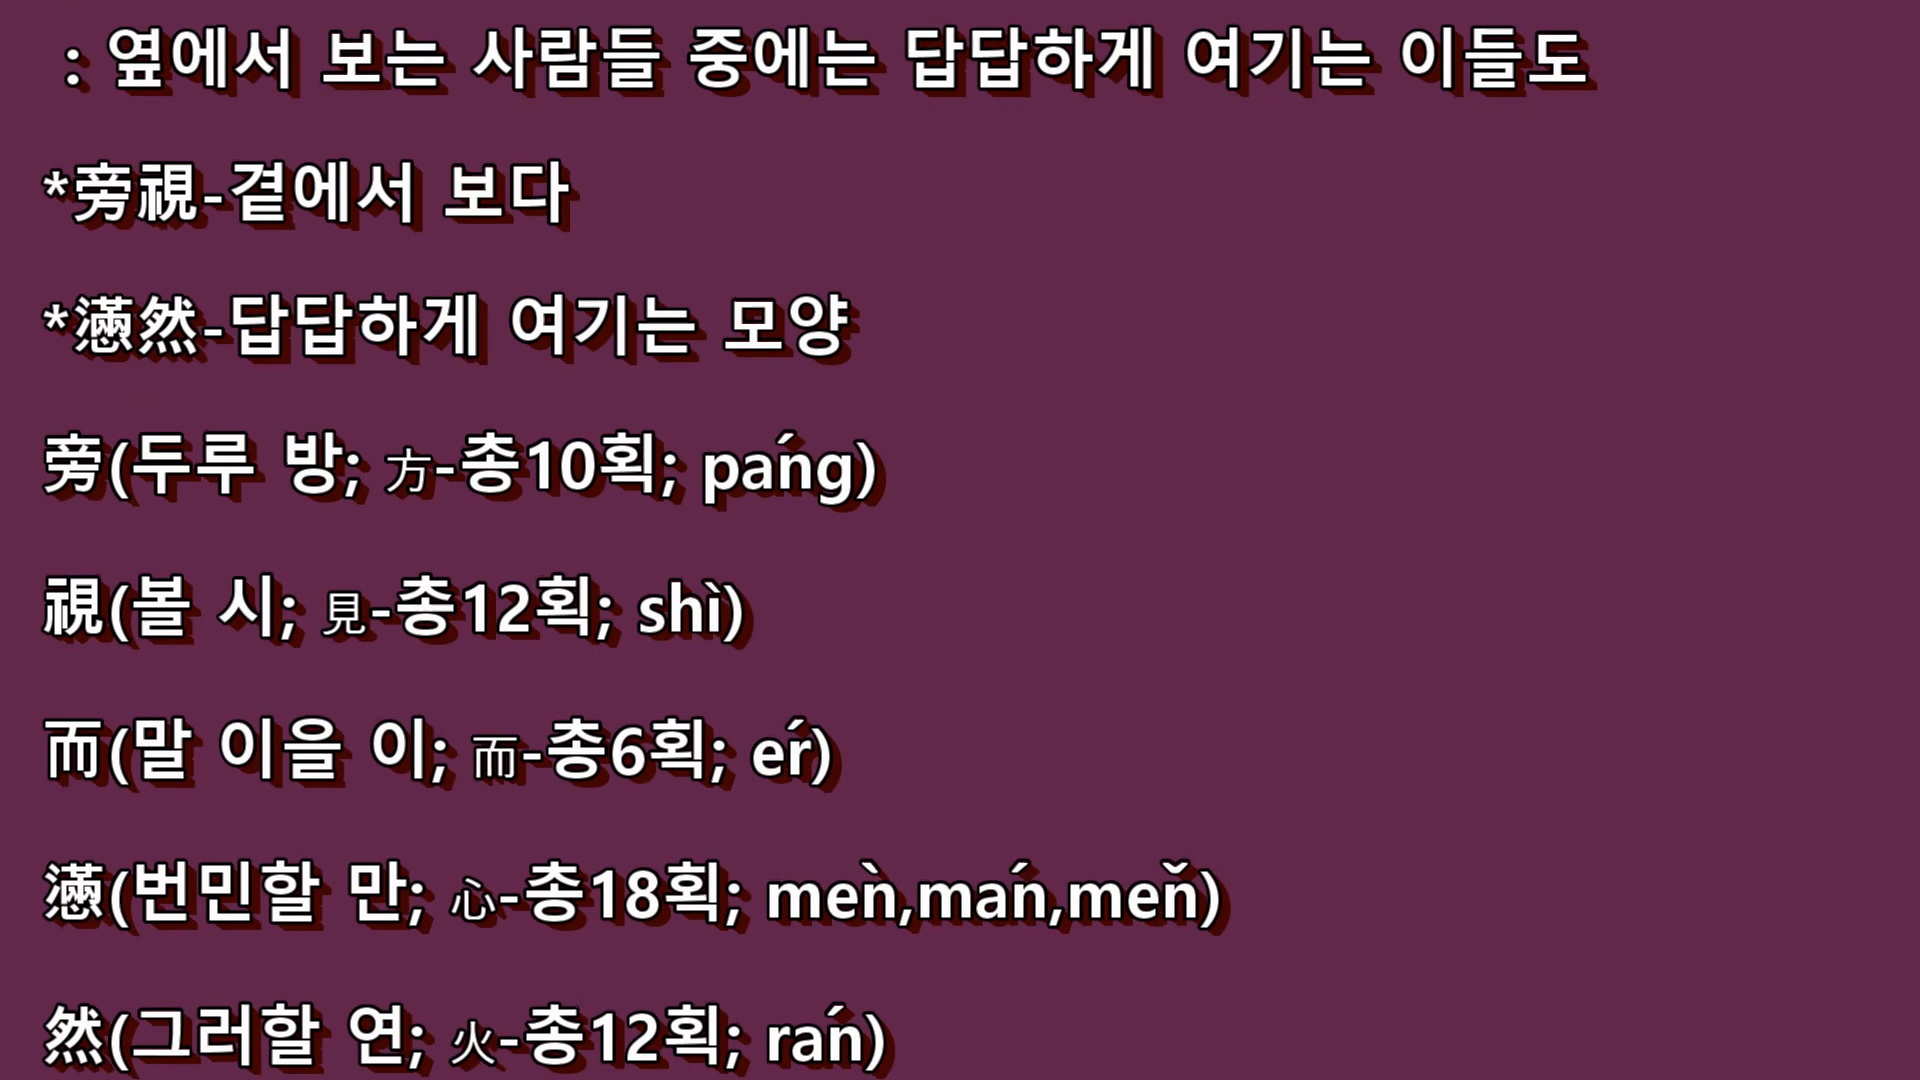 : 옆에서 보는 사람들 중에는 답답하게 여기는 이들도
*旁視-곁에서 보다
*懣然-답답하게 여기는 모양
旁(두루 방; 方-총10획; páng)
視(볼 시; 見-총12획; shì)
而(말 이을 이; 而-총6획; ér)
懣(번민할 만; 心-총18획; mèn,mán,měn)
然(그러할 연; 火-총12획; rán)